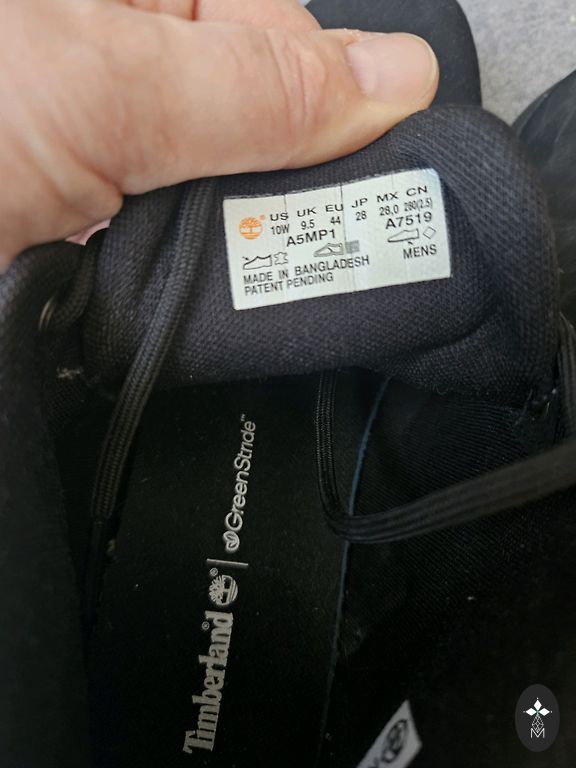 US UK EU JP MX CN
10W 9.5 44 28 28,0 280(2.5)
A5MP1 A7519
MENS
MADE IN BANGLADESH
PATENT PENDING
Timberland® | GreenStride™
M